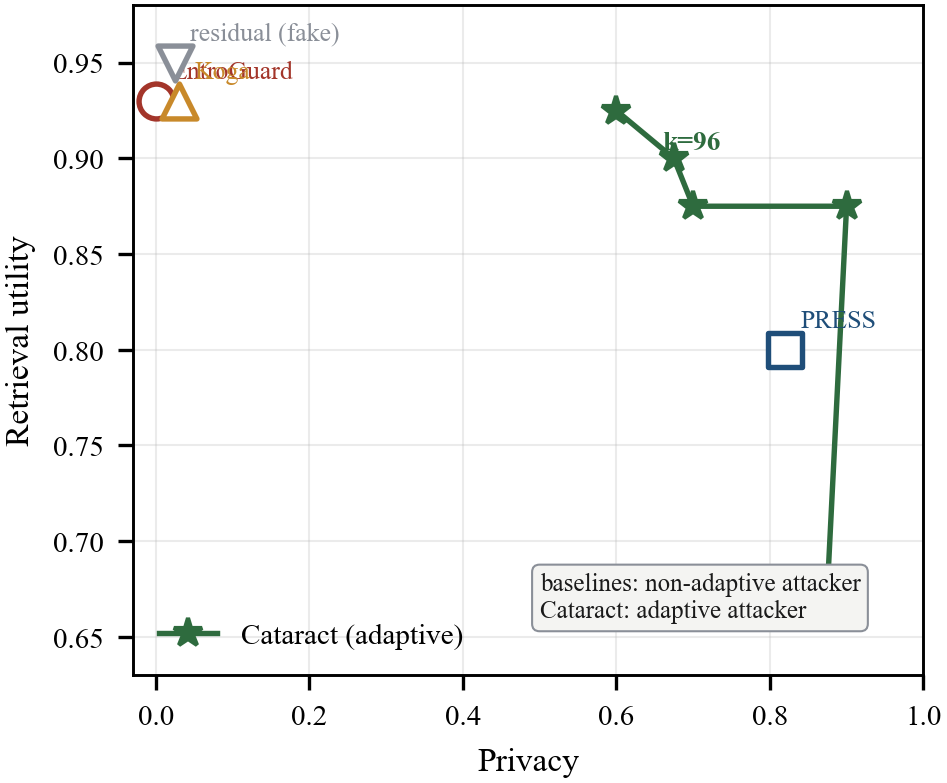 residual (fake)
EntroGuard
Koga
0.95
k=96
0.90
0.85
PRESS
0.80
0.75
0.70
baselines: non-adaptive attacker
Cataract: adaptive attacker
0.65
Cataract (adaptive)
0.0 0.2 0.4 0.6 0.8 1.0
Privacy
Retrieval utility